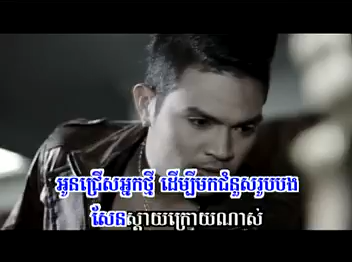 អូនជ្រើសអ្នកថ្មី ដើម្បីមកជំនួសរូបបង
សែនស្តាយក្រោយណាស់